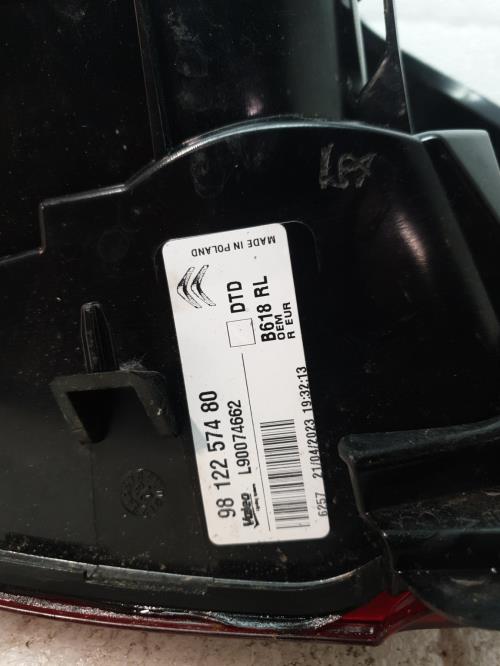 MADE IN POLAND
DTD
B618 RL
OEM
R EUR
98 122 574 80
L90074662
Valeo
6257 21/04/2023 19:32:13